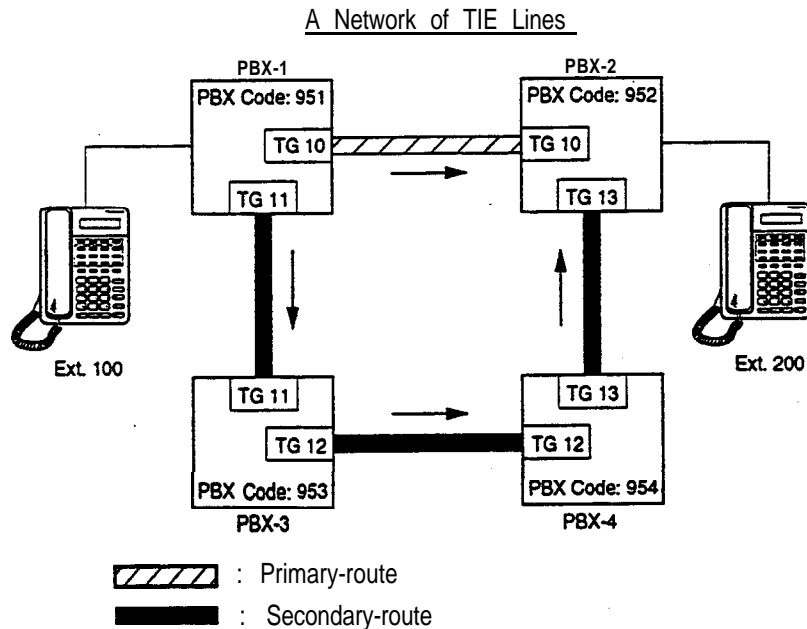 A Network of TIE Lines
PBX-1
PBX-2
PBX Code: 951
PBX Code: 952
TG 10
TG 10
TG 11
TG 13
Ext. 100
Ext. 200
TG 11
TG 13
TG 12
TG 12
PBX Code: 953
PBX Code: 954
PBX-3
PBX-4
: Primary-route
: Secondary-route